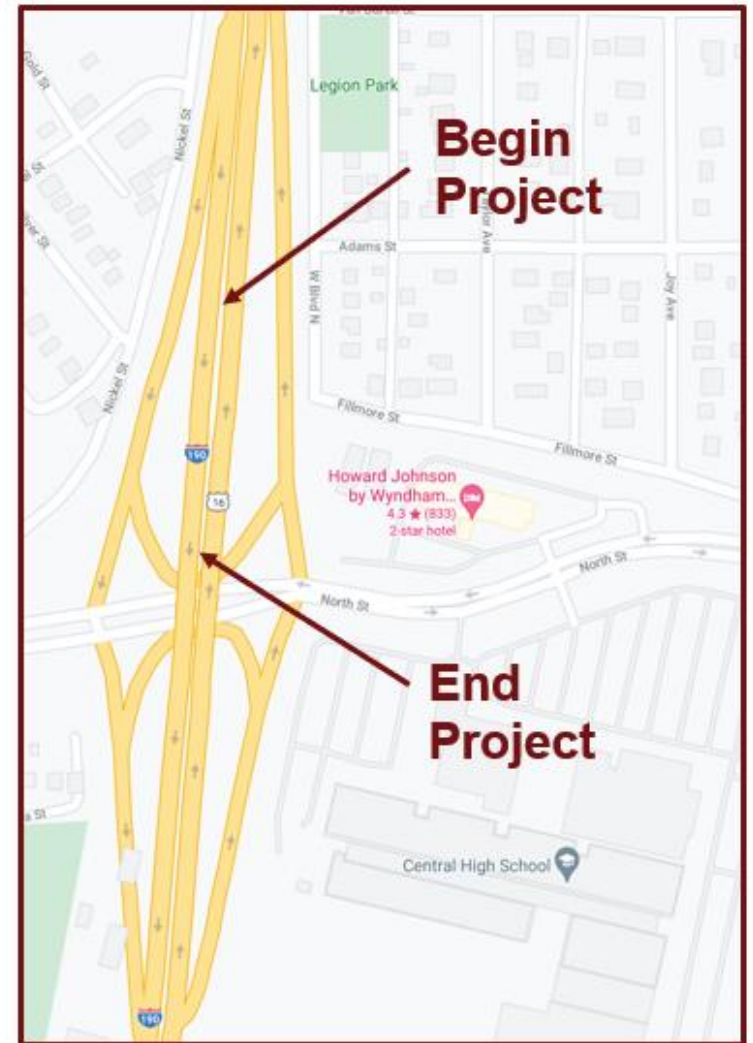 Gold St
Nickel St
Legion Park
Begin
Project
Adams St
W Blvd N
Joy Ave
Nickel St
Fillmore St
190
Fillmore St
Howard Johnson
by Wyndham...
4.3 ★ (833)
2-star hotel
16
North St
North St
End
Project
Central High School
190